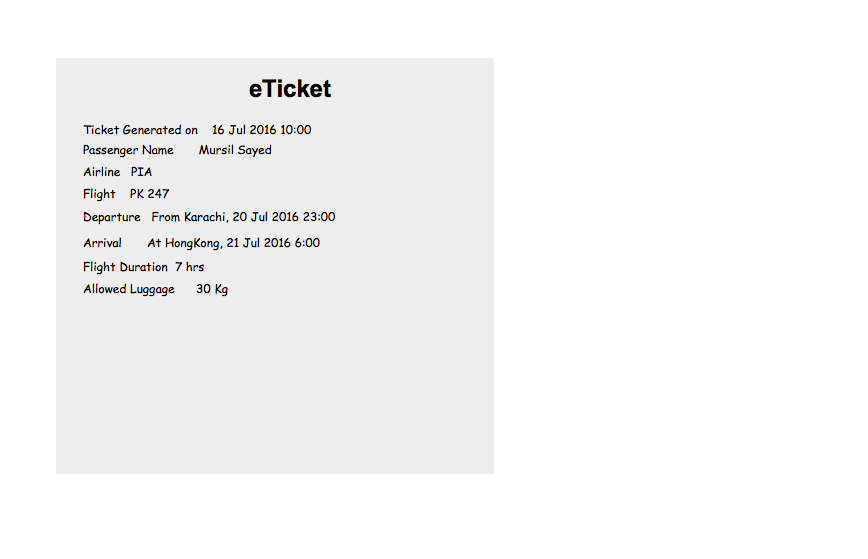 eTicket
Ticket Generated on 16 Jul 2016 10:00
Passenger Name Mursil Sayed
Airline PIA
Flight PK 247
Departure From Karachi, 20 Jul 2016 23:00
Arrival At HongKong, 21 Jul 2016 6:00
Flight Duration 7 hrs
Allowed Luggage 30 Kg